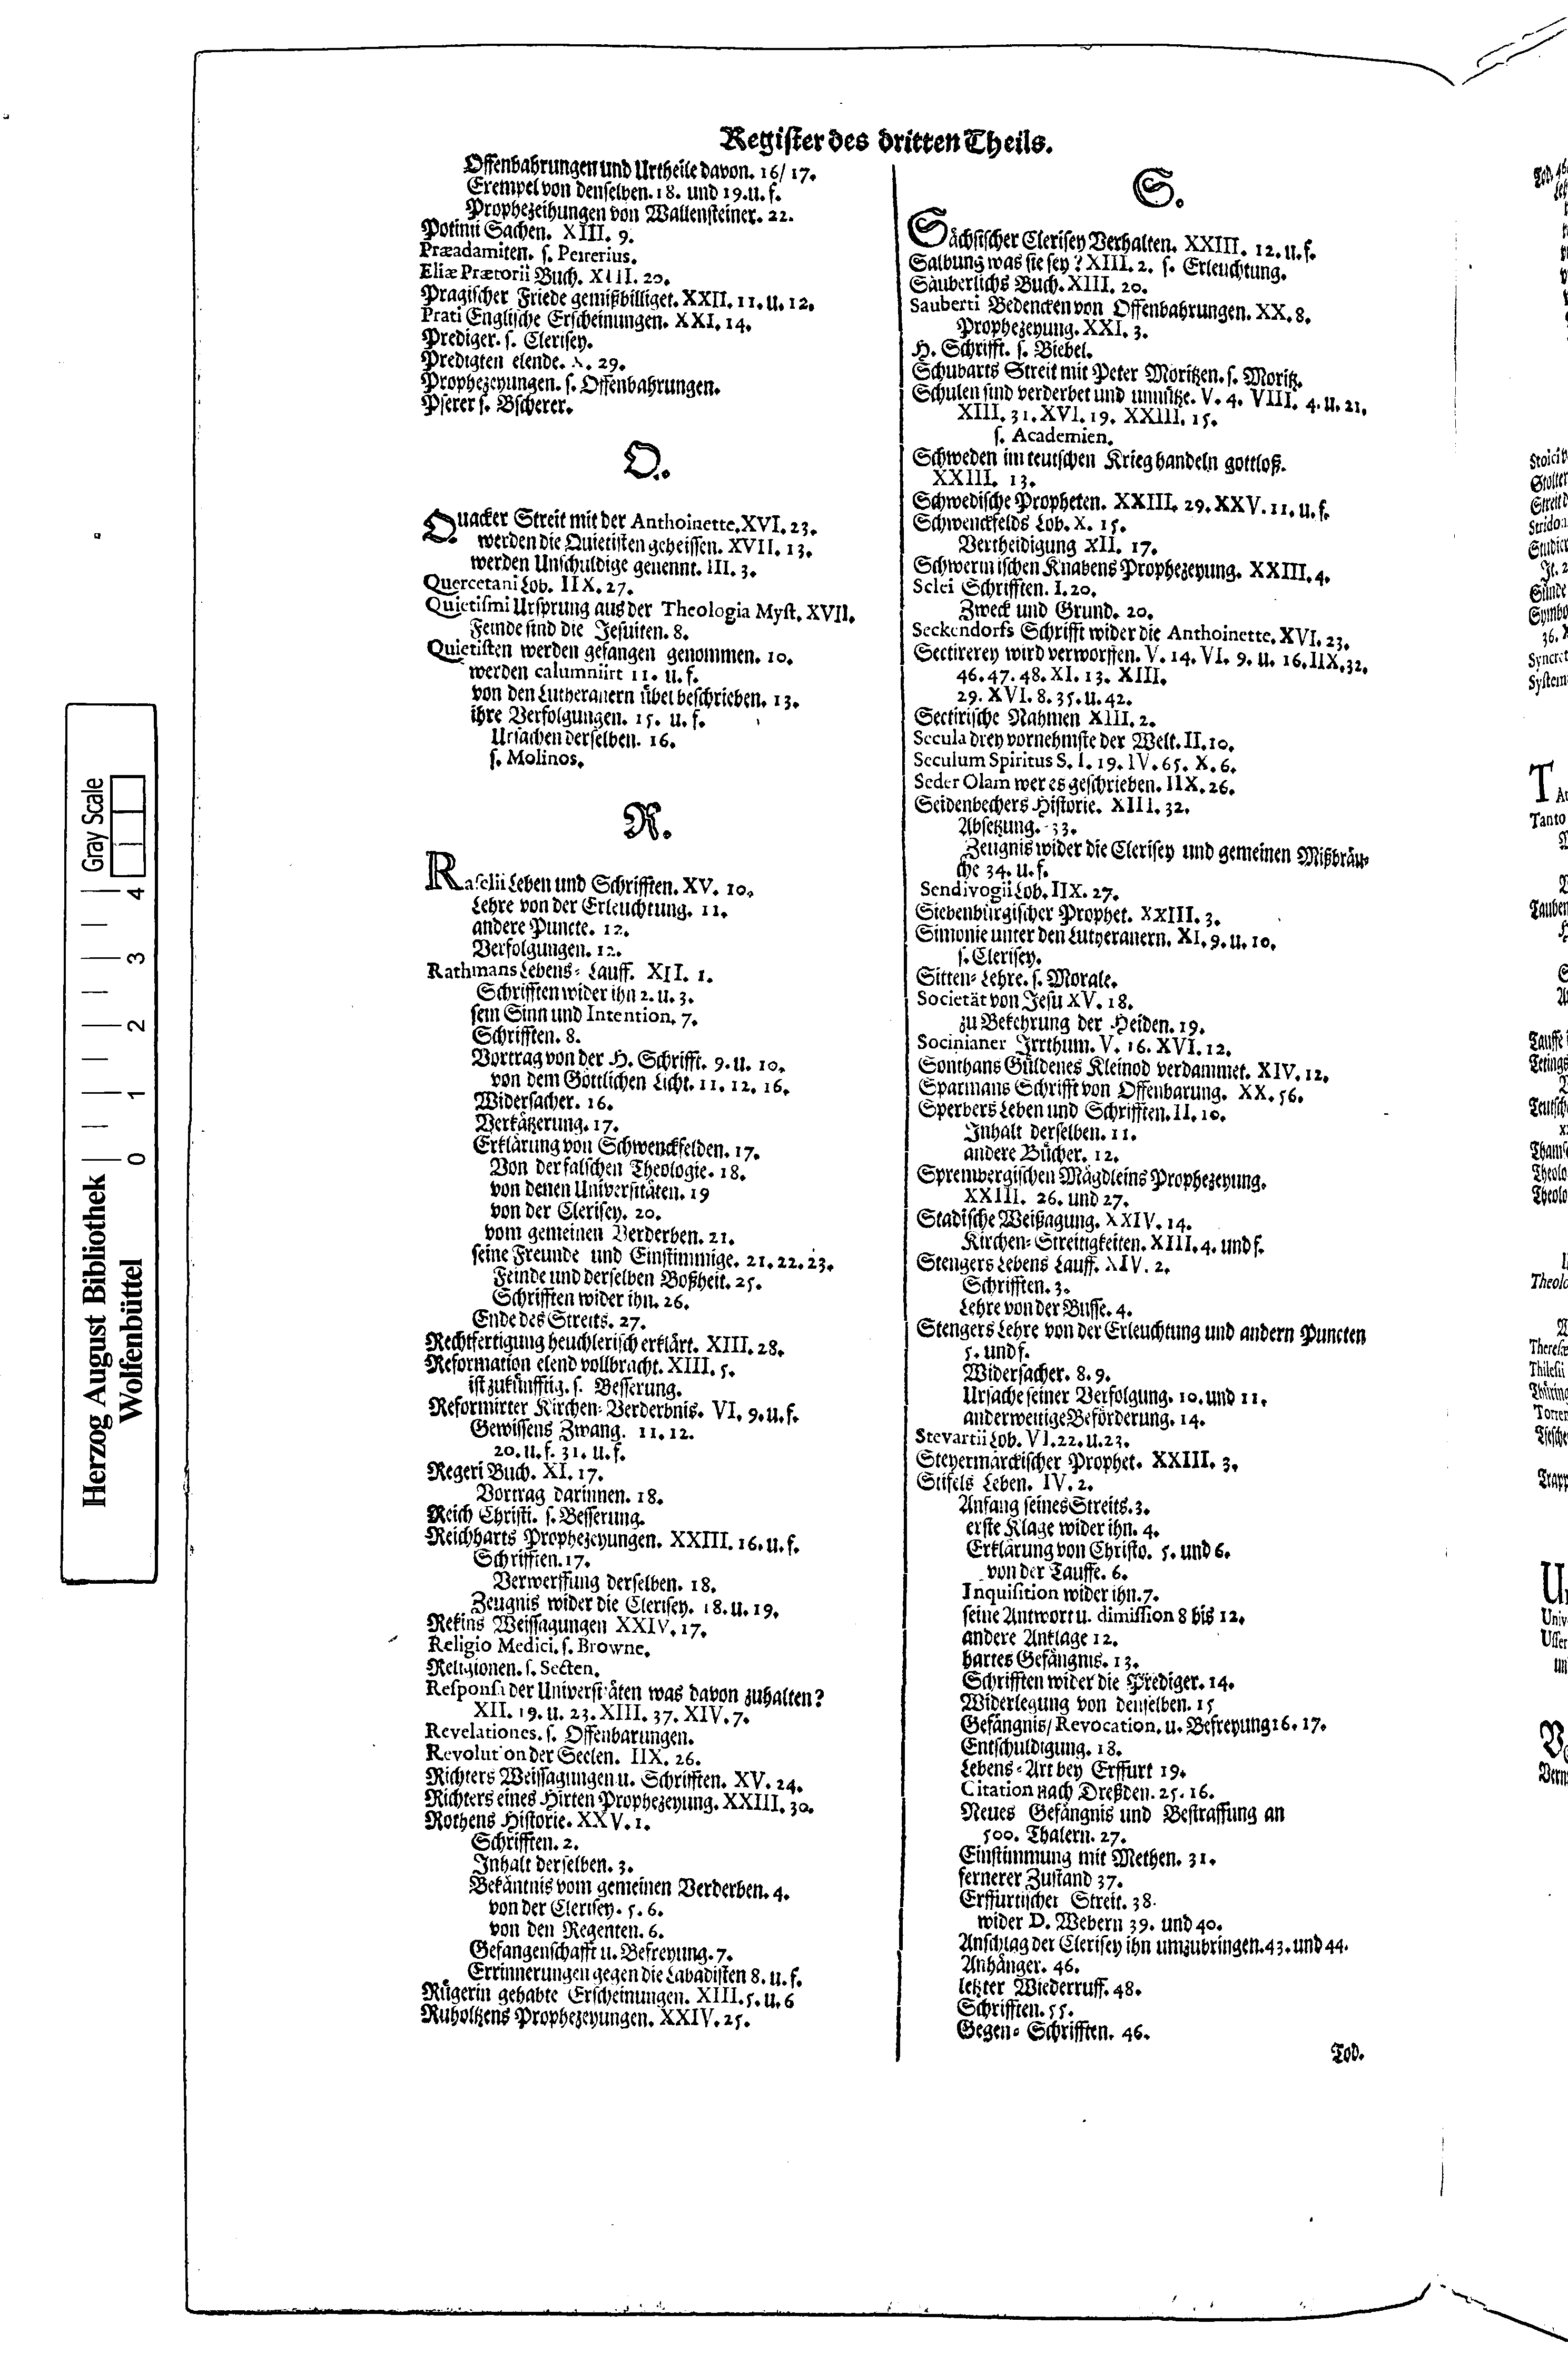 Register des dritten Theils.
Offenbahrungen und Urtheile davon. 16/ 17.
Exempel von denselben. 18. und 19. u. f.
Prophezeihungen von Wallensteiner. 22.
Potinii Sachen. XIII. 9.
Præadamiten. s. Peirerius.
Eliæ Prætorii Buch. XIII. 20.
Pragischer Friede gemißbilliget. XXII. 11. u. 12.
Prati Englische Erscheinungen. XXI. 14.
Prediger. s. Clerisey.
Predigten elende. X. 29.
Prophezeyungen. s. Offenbahrungen.
Pserer s. Bscherer.
Q.
Quacker Streit mit der Anthoinette. XVI. 23.
werden die Quietisten geheissen. XVII. 13.
werden Unschuldige genennt. III. 3.
Quercetani Lob. IIX. 27.
Quietismi Ursprung aus der Theologia Myst. XVII.
Feinde sind die Jesuiten. 8.
Quietisten werden gefangen genommen. 10.
werden calumniirt 11. u. f.
von den Lutheranern übel beschrieben. 13.
ihre Verfolgungen. 15. u. f.
Ursachen derselben. 16.
s. Molinos.
R.
Raselii Leben und Schrifften. XV. 10.
Lehre von der Erleuchtung. 11.
andere Puncte. 12.
Verfolgungen. 12.
Rathmans Lebens- Lauff. XII. 1.
Schrifften wider ihn 2. u. 3.
sein Sinn und Intention. 7.
Schrifften. 8.
Vortrag von der H. Schrifft. 9. u. 10.
von dem Göttlichen Licht. 11. 12. 16.
Widersacher. 16.
Verkätzerung. 17.
Erklärung von Schwenckfelden. 17.
Von der falschen Theologie. 18.
von denen Universitäten. 19
von der Clerisey. 20.
vom gemeinen Verderben. 21.
seine Freunde und Einstimmige. 21. 22. 23.
Feinde und derselben Boßheit. 25.
Schrifften wider ihn. 26.
Ende des Streits. 27.
Rechtfertigung heuchlerisch erklärt. XIII. 28.
Reformation elend vollbracht. XIII. 5.
ist zukünfftig. s. Besserung.
Reformirter Kirchen- Verderbnis. VI. 9. u. f.
Gewissens Zwang. 11. 12.
20. u. f. 31. u. f.
Regeri Buch. XI. 17.
Vortrag darinnen. 18.
Reich Christi. s. Besserung.
Reichharts Prophezeyungen. XXIII. 16. u. f.
Schrifften. 17.
Verwerffung derselben. 18.
Zeugnis wider die Clerisey. 18. u. 19.
Rekins Weissagungen XXIV. 17.
Religio Medici. s. Browne.
Religionen. s. Secten.
Responsa der Universitäten was davon zuhalten?
XII. 19. u. 23. XIII. 37. XIV. 7.
Revelationes. s. Offenbarungen.
Revolution der Seelen. IIX. 26.
Richters Weissagungen u. Schrifften. XV. 24.
Richters eines Hirten Prophezeyung. XXIII. 30.
Rothens Historie. XXV. 1.
Schrifften. 2.
Inhalt derselben. 3.
Bekäntnis vom gemeinen Verderben. 4.
von der Clerisey. 5. 6.
von den Regenten. 6.
Gefangenschafft u. Befreyung. 7.
Errinnerungen gegen die Labadisten 8. u. f.
Rügerin gehabte Erscheinungen. XIII. 5. u. 6
Ruholtzens Prophezeyungen. XXIV. 25.
S.
Sächsischer Clerisey Verhalten. XXIII. 12. u. f.
Salbung was sie sey? XIII. 2. s. Erleuchtung.
Säuberlichs Buch. XIII. 20.
Sauberti Bedencken von Offenbahrungen. XX. 8.
Prophezeyung. XXI. 3.
H. Schrifft. s. Biebel.
Schubarts Streit mit Peter Moritzen. s. Moritz.
Schulen sind verderbet und unnütze. V. 4. VIII. 4. u. 21.
XIII. 31. XVI. 19. XXIII. 15.
s. Academien.
Schweden im teutschen Krieg handeln gottloß.
XXIII. 13.
Schwedische Propheten. XXIII. 29. XXV. 11. u. f.
Schwenckfelds Lob. X. 15.
Vertheidigung XII. 17.
Schwermischen Knabens Prophezeyung. XXIII. 4.
Sclei Schrifften. I. 20.
Zweck und Grund. 20.
Seckendorfs Schrifft wider die Anthoinette. XVI. 23.
Sectirerey wird verworffen. V. 14. VI. 9. u. 16. IIX. 32.
46. 47. 48. XI. 13. XIII.
29. XVI. 8. 35. u. 42.
Sectirische Nahmen XIII. 2.
Secula drey vornehmste der Welt. II. 10.
Seculum Spiritus S. I. 19. IV. 65. X. 6.
Seder Olam wer es geschrieben. IIX. 26.
Seidenbechers Historie. XIII. 32.
Absetzung. 33.
Zeugnis wider die Clerisey und gemeinen Mißbräu-
che 34. u. f.
Sendivogii Lob. IIX. 27.
Siebenbürgischer Prophet. XXIII. 3.
Simonie unter den Lutheranern. XI. 9. u. 10.
s. Clerisey.
Sitten- Lehre. s. Morale.
Societät von Jesu XV. 18.
zu Bekehrung der Heiden. 19.
Socinianer Irrthum. V. 16. XVI. 12.
Sonthans Güldenes Kleinod verdammet. XIV. 12.
Sparmans Schrifft von Offenbarung. XX. 56.
Sperbers Leben und Schrifften. II. 10.
Inhalt derselben. 11.
andere Bücher. 12.
Sprembergischen Mägdleins Prophezeyung.
XXIII. 26. und 27.
Stadische Weißagung. XXIV. 14.
Kirchen- Streitigkeiten. XIII. 4. und f.
Stengers Lebens Lauff. XIV. 2.
Schrifften. 3.
Lehre von der Busse. 4.
Stengers Lehre von der Erleuchtung und andern Puncten
5. und f.
Widersacher. 8. 9.
Ursache seiner Verfolgung. 10. und 11.
anderweitige Beförderung. 14.
Stevartii Lob. VI. 22. u. 23.
Steyermärckischer Prophet. XXIII. 3.
Stifels Leben. IV. 2.
Anfang seines Streits. 3.
erste Klage wider ihn. 4.
Erklärung von Christo. 5. und 6.
von der Tauffe. 6.
Inquisition wider ihn. 7.
seine Antwort u. dimission 8 bis 12.
andere Anklage 12.
hartes Gefängnis. 13.
Schrifften wider die Prediger. 14.
Widerlegung von denselben. 15
Gefängnis/ Revocation. u. Befreyung 16. 17.
Entschuldigung. 18.
Lebens- Art bey Erffurt 19.
Citation nach Dreßden. 25. 16.
Neues Gefängnis und Bestraffung an
500. Thalern. 27.
Einstimmung mit Methen. 31.
fernerer Zustand 37.
Erffurtischer Streit. 38.
wider D. Webern 39. und 40.
Anschlag der Clerisey ihn umzubringen. 43. und 44.
Anhänger. 46.
letzter Wiederruff. 48.
Schrifften. 55.
Gegen- Schrifften. 46.
Tod.
Herzog August Bibliothek
Wolfenbüttel
0 1 2 3 4
Gray Scale
Tanto
Theolo